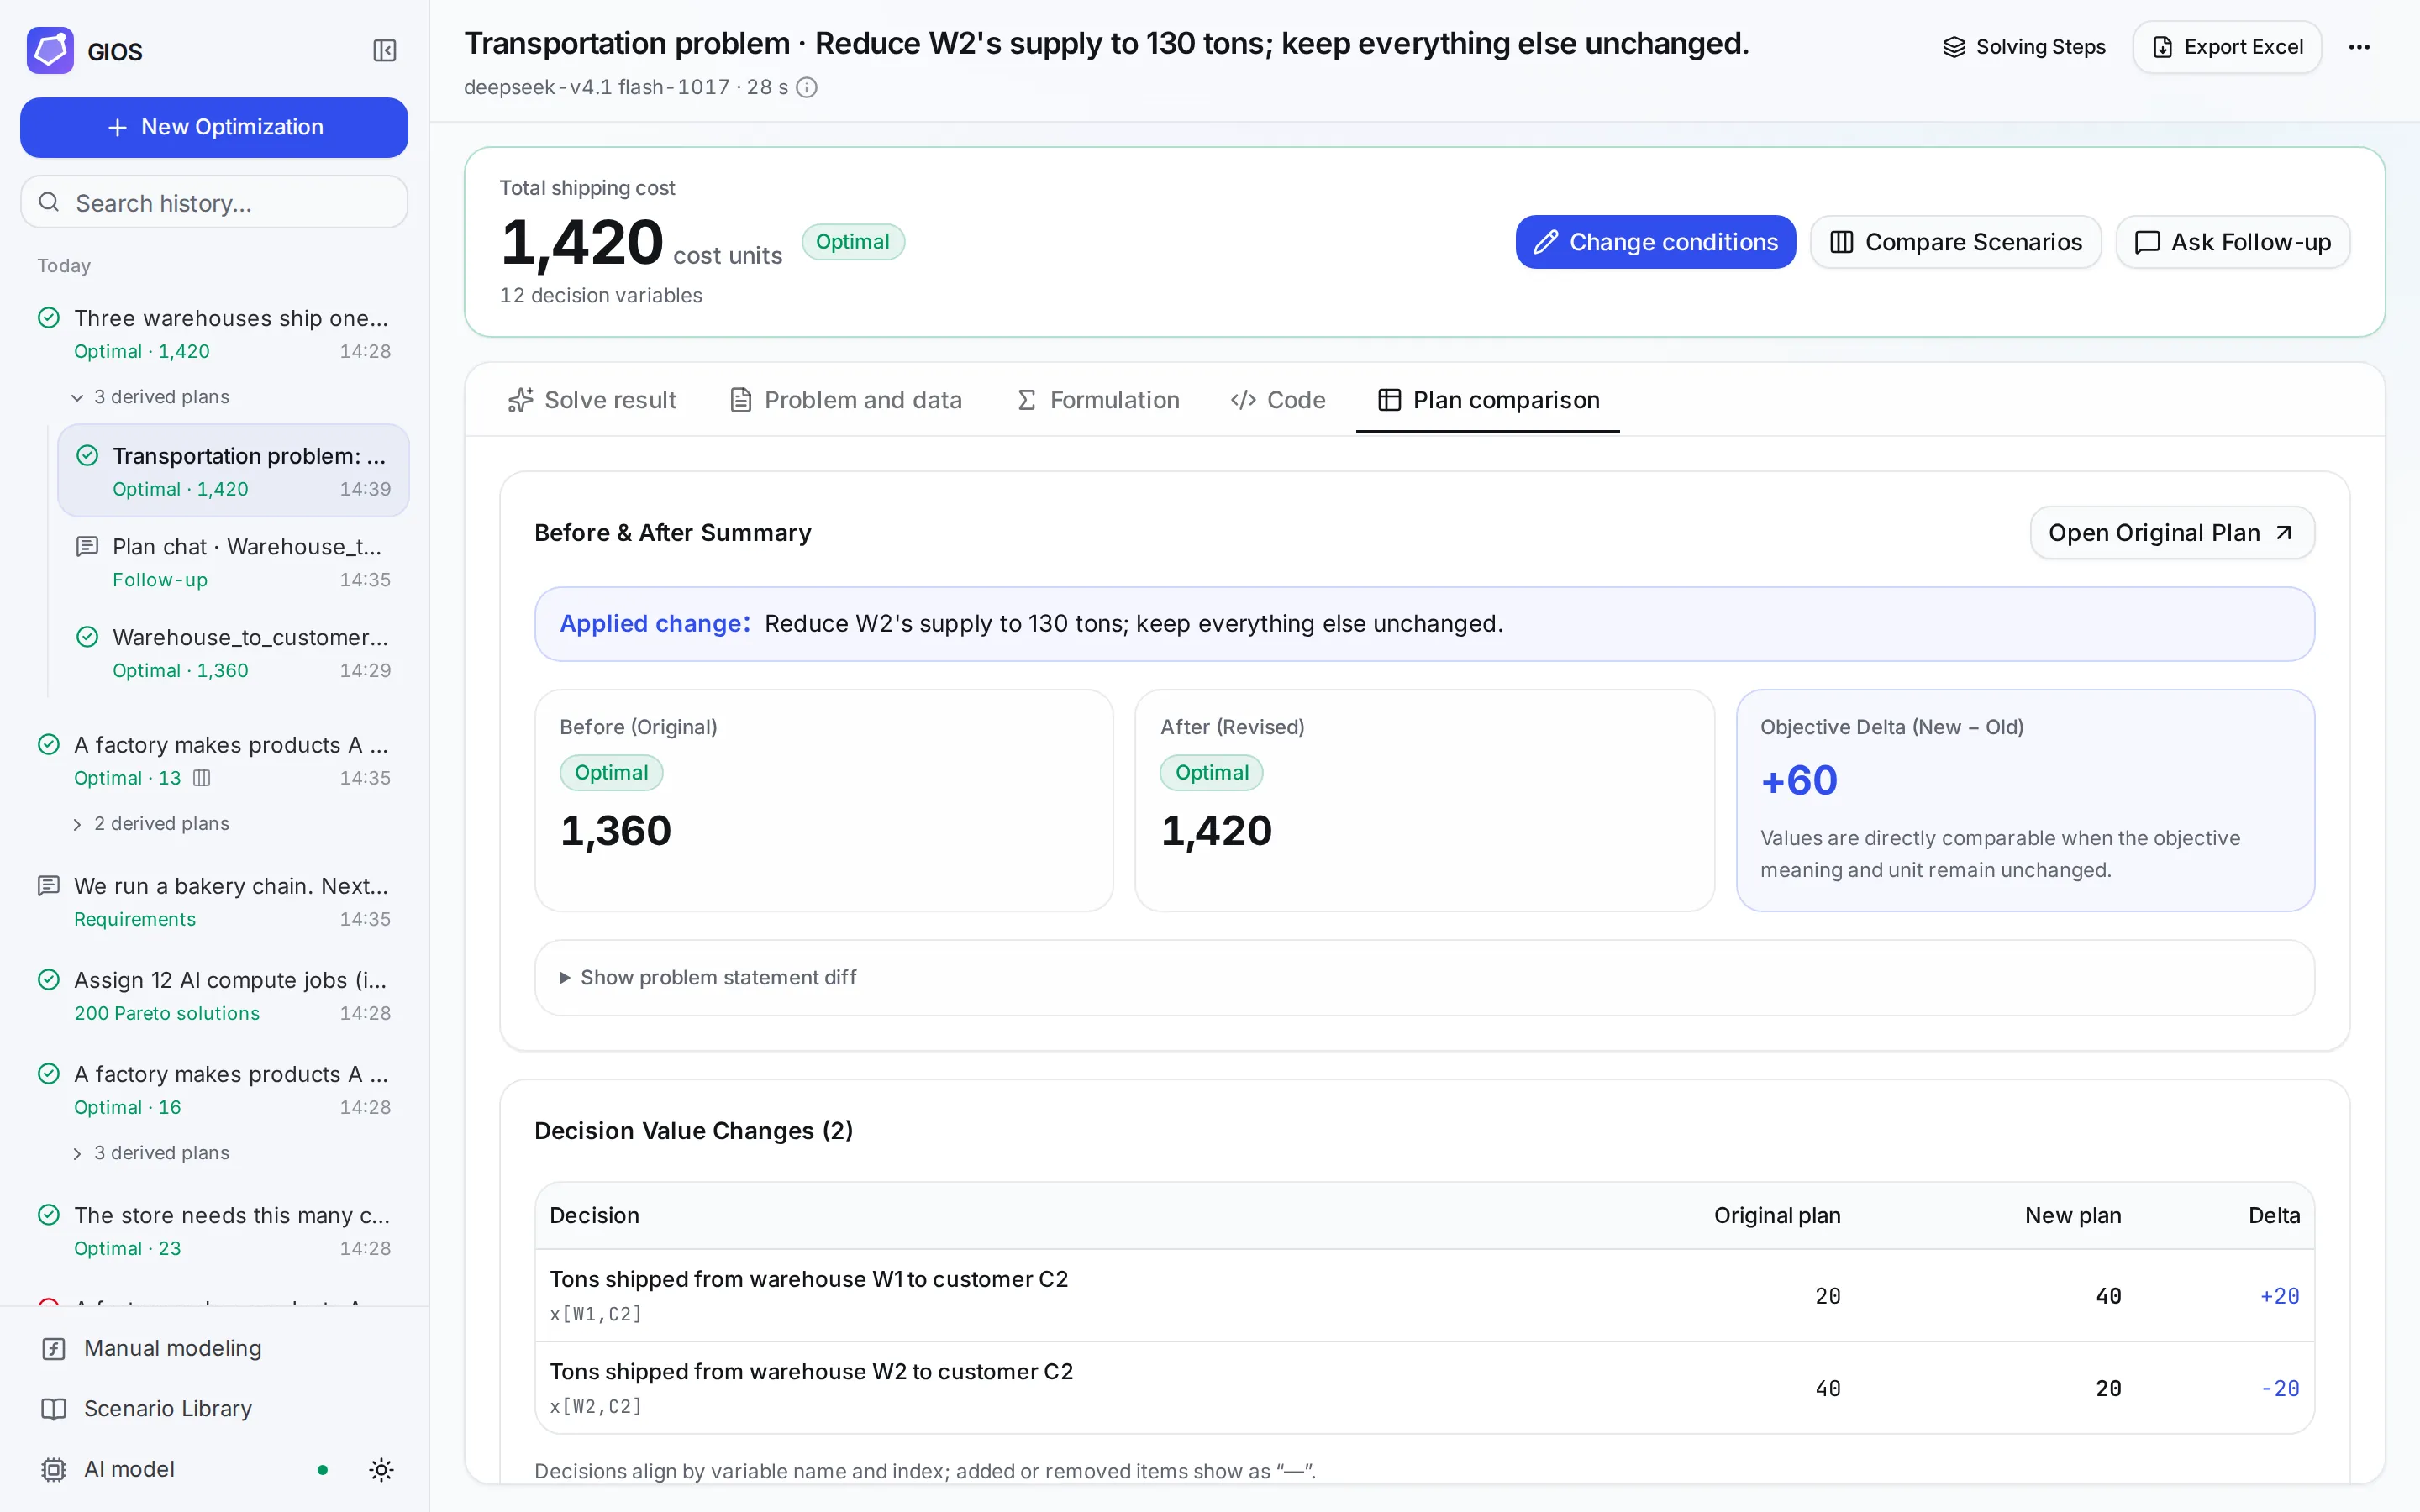 GIOS
New Optimization
Search history...
Today
Three warehouses ship one...
Optimal · 1,420 14:28
3 derived plans
Transportation problem: ...
Optimal · 1,420 14:39
Plan chat · Warehouse_t...
Follow-up 14:35
Warehouse_to_customer...
Optimal · 1,360 14:29
A factory makes products A ...
Optimal · 13 14:35
2 derived plans
We run a bakery chain. Next...
Requirements 14:35
Assign 12 AI compute jobs (i...
200 Pareto solutions 14:28
A factory makes products A ...
Optimal · 16 14:28
3 derived plans
The store needs this many c...
Optimal · 23 14:28
Manual modeling
Scenario Library
AI model
Transportation problem · Reduce W2's supply to 130 tons; keep everything else unchanged.
deepseek-v4.1 flash-1017 · 28 s
Solving Steps
Export Excel
Total shipping cost
1,420 cost units Optimal
12 decision variables
Change conditions
Compare Scenarios
Ask Follow-up
Solve result
Problem and data
Formulation
Code
Plan comparison
Before & After Summary
Open Original Plan
Applied change: Reduce W2's supply to 130 tons; keep everything else unchanged.
Before (Original)
Optimal
1,360
After (Revised)
Optimal
1,420
Objective Delta (New – Old)
+60
Values are directly comparable when the objective
meaning and unit remain unchanged.
Show problem statement diff
Decision Value Changes (2)
Decision Original plan New plan Delta
Tons shipped from warehouse W1 to customer C2
x[W1,C2]
20 40 +20
Tons shipped from warehouse W2 to customer C2
x[W2,C2]
40 20 -20
Decisions align by variable name and index; added or removed items show as “—”.